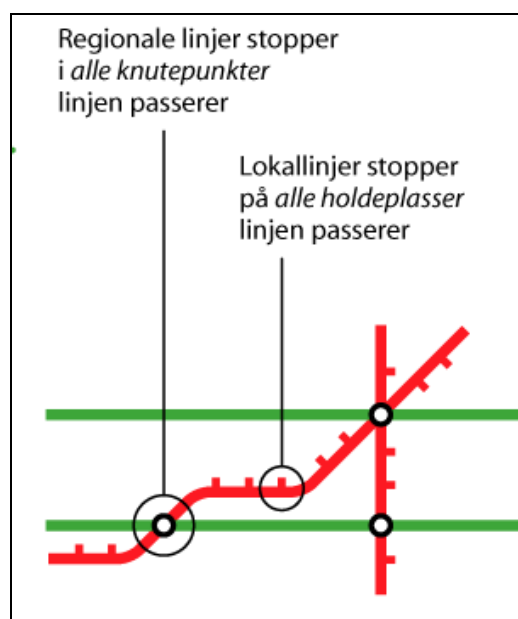 Regionale linjer stopper
i alle knutepunkter
linjen passerer
Lokallinjer stopper
på alle holdeplasser
linjen passerer